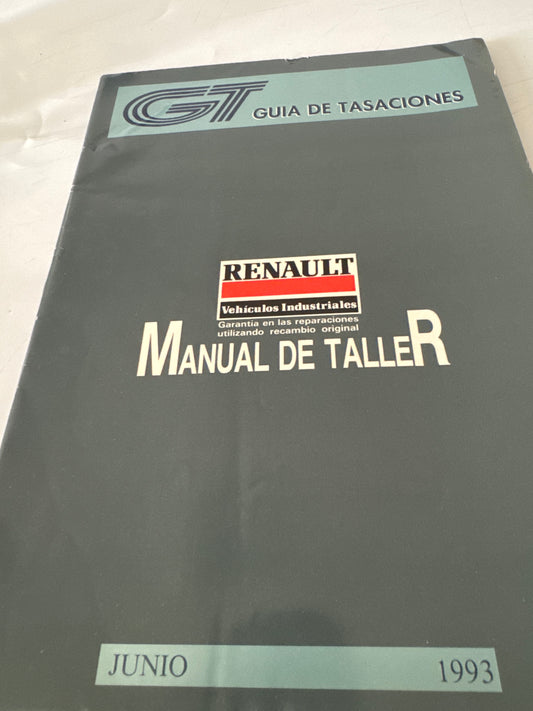 GT GUIA DE TASACIONES
RENAULT
Vehículos Industriales
Garantía en las reparaciones
utilizando recambio original
MANUAL DE TALLER
JUNIO 1993